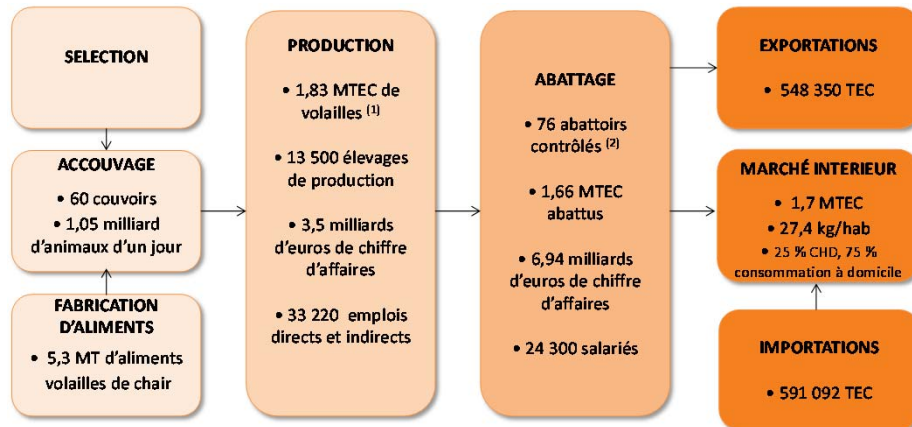 SELECTION
ACCOUVAGE
• 60 couvoirs
• 1,05 milliard
d'animaux d'un jour
FABRICATION
D'ALIMENTS
• 5,3 MT d'aliments
volailles de chair
PRODUCTION
• 1,83 MTEC de
volailles (1)
• 13 500 élevages
de production
• 3,5 milliards
d'euros de chiffre
d'affaires
• 33 220 emplois
directs et indirects
ABATTAGE
• 76 abattoirs
contrôlés (2)
• 1,66 MTEC
abattus
• 6,94 milliards
d'euros de chiffre
d'affaires
• 24 300 salariés
EXPORTATIONS
• 548 350 TEC
MARCHÉ INTERIEUR
• 1,7 MTEC
• 27,4 kg/hab
• 25 % CHD, 75 %
consommation à domicile
IMPORTATIONS
• 591 092 TEC